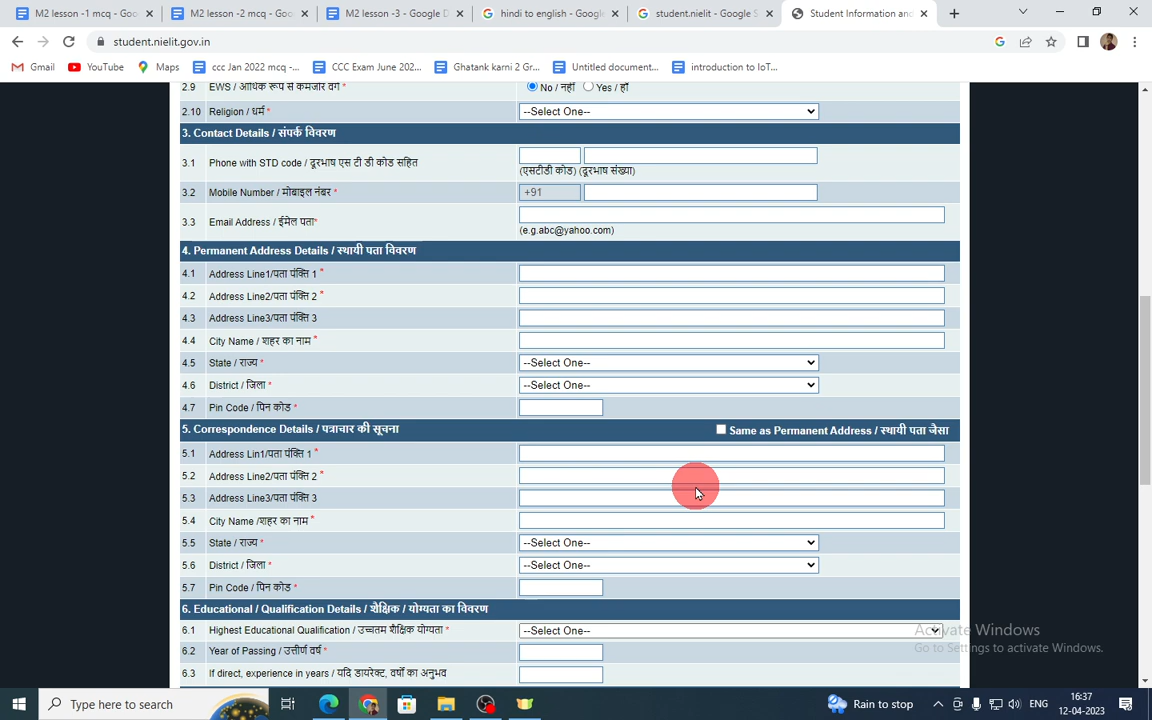 M2 lesson -1 mcq - Goo
M2 lesson -2 mcq - Goo
M2 lesson -3 - Google D
hindi to english - Google
student.nielit - Google S
Student Information and
student.nielit.gov.in
Gmail
YouTube
Maps
ccc Jan 2022 mcq -...
CCC Exam June 202...
Ghatank karni 2 Gr...
Untitled document...
introduction to IoT...
2.9 EWS / आर्थिक रूप से कमजोर वर्ग * No / नहीं Yes / हाँ
2.10 Religion / धर्म * --Select One--
3. Contact Details / संपर्क विवरण
3.1 Phone with STD code / दूरभाष एस टी डी कोड सहित
(एसटीडी कोड) (दूरभाष संख्या)
3.2 Mobile Number / मोबाइल नंबर * +91
3.3 Email Address / ईमेल पता*
(e.g.abc@yahoo.com)
4. Permanent Address Details / स्थायी पता विवरण
4.1 Address Line1/पता पंक्ति 1 *
4.2 Address Line2/पता पंक्ति 2 *
4.3 Address Line3/पता पंक्ति 3
4.4 City Name / शहर का नाम *
4.5 State / राज्य * --Select One--
4.6 District / जिला * --Select One--
4.7 Pin Code / पिन कोड *
5. Correspondence Details / पत्राचार की सूचना Same as Permanent Address / स्थायी पता जैसा
5.1 Address Lin1/पता पंक्ति 1 *
5.2 Address Line2/पता पंक्ति 2 *
5.3 Address Line3/पता पंक्ति 3
5.4 City Name /शहर का नाम *
5.5 State / राज्य * --Select One--
5.6 District / जिला * --Select One--
5.7 Pin Code / पिन कोड *
6. Educational / Qualification Details / शैक्षिक / योग्यता का विवरण
6.1 Highest Educational Qualification / उच्चतम शैक्षिक योग्यता * --Select One--
6.2 Year of Passing / उत्तीर्ण वर्ष *
6.3 If direct, experience in years / यदि डायरेक्ट, वर्षों का अनुभव
Activate Windows
Go to Settings to activate Windows.
Type here to search
Rain to stop
ENG
16:37
12-04-2023